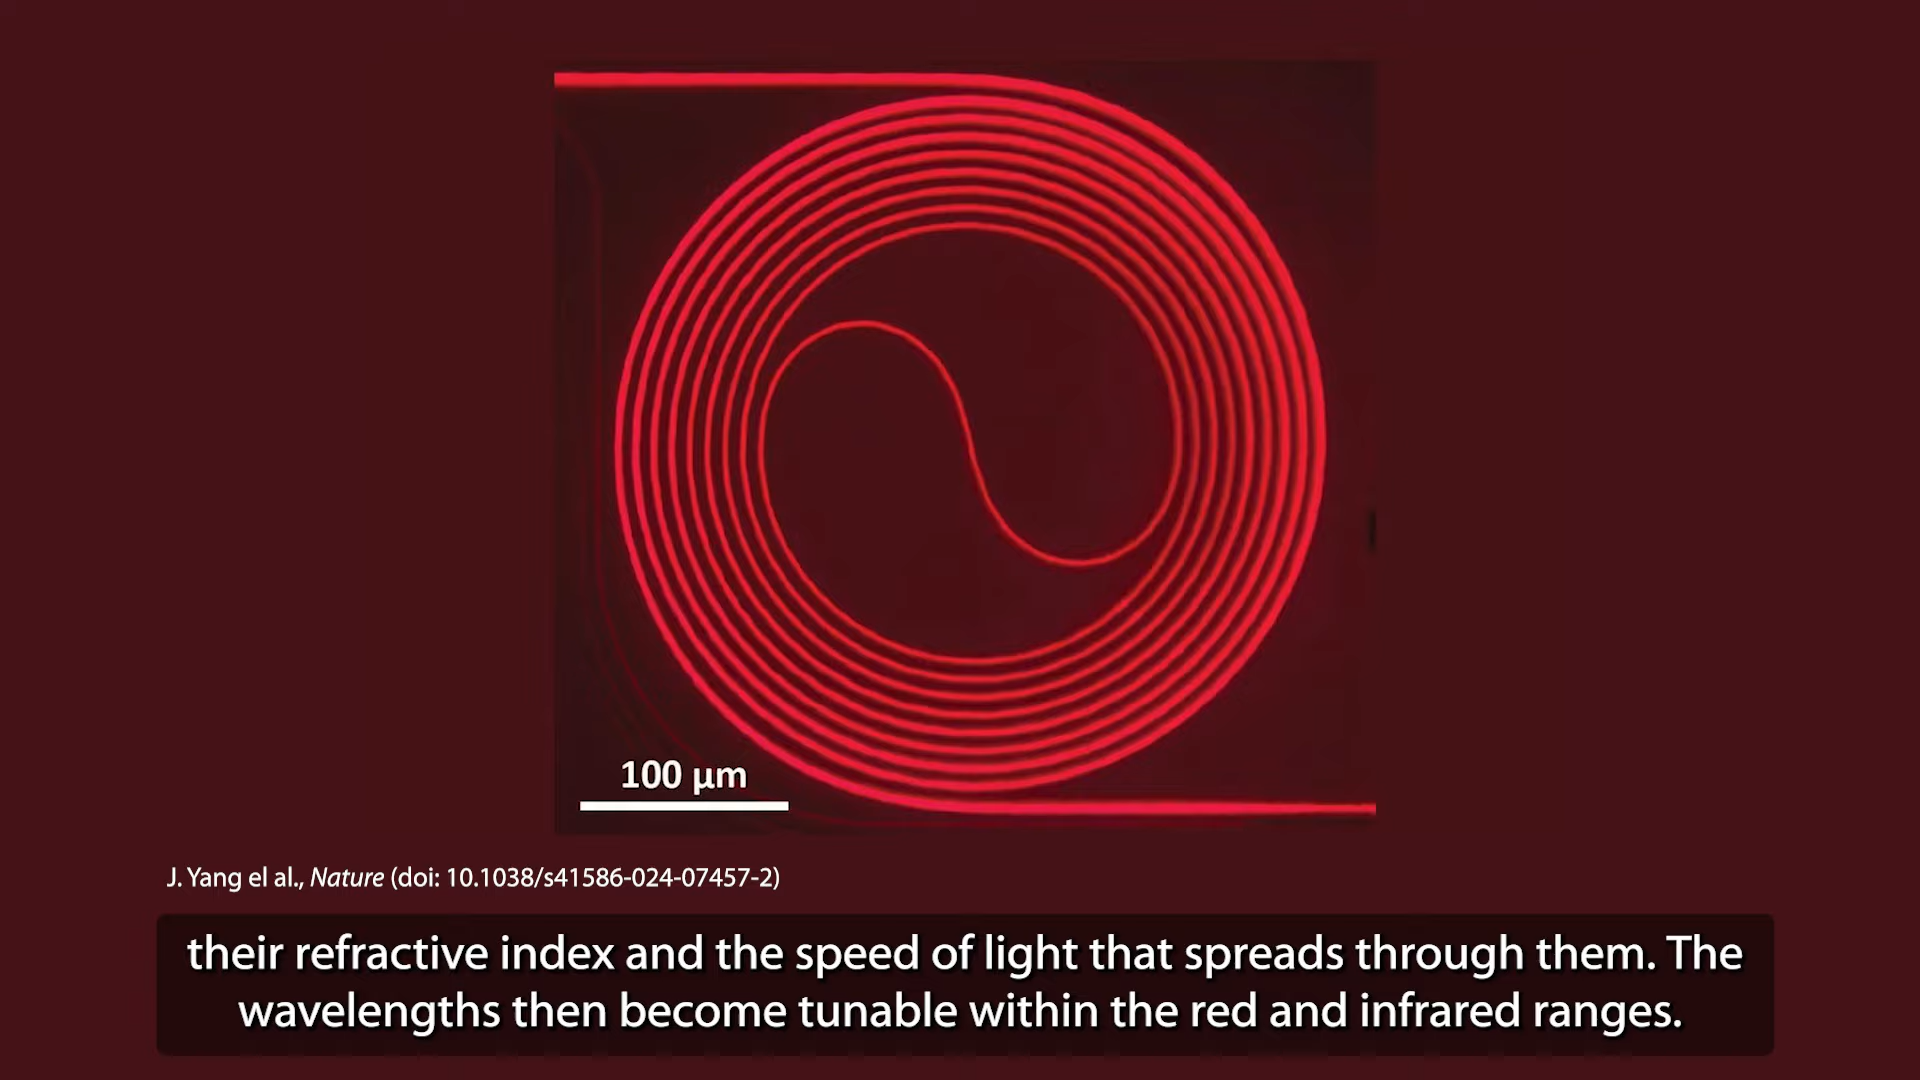 100 µm
J. Yang el al., Nature (doi: 10.1038/s41586-024-07457-2)
their refractive index and the speed of light that spreads through them. The
wavelengths then become tunable within the red and infrared ranges.